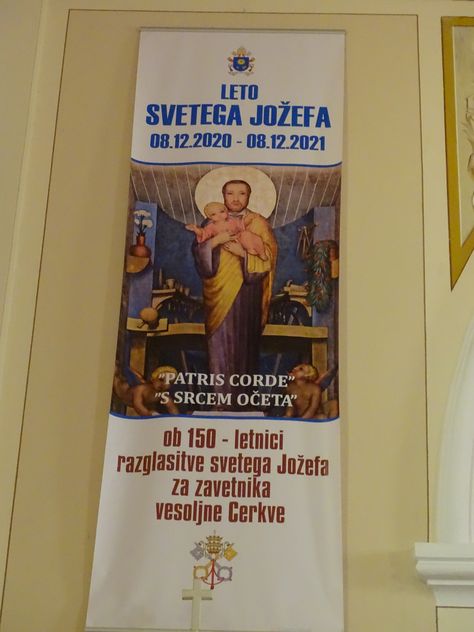 LETO
SVETEGA JOŽEFA
08.12.2020 - 08.12.2021
"PATRIS CORDE"
"S SRCEM OČETA"
ob 150 - letnici
razglasitve svetega Jožefa
za zavetnika
vesoljne Cerkve